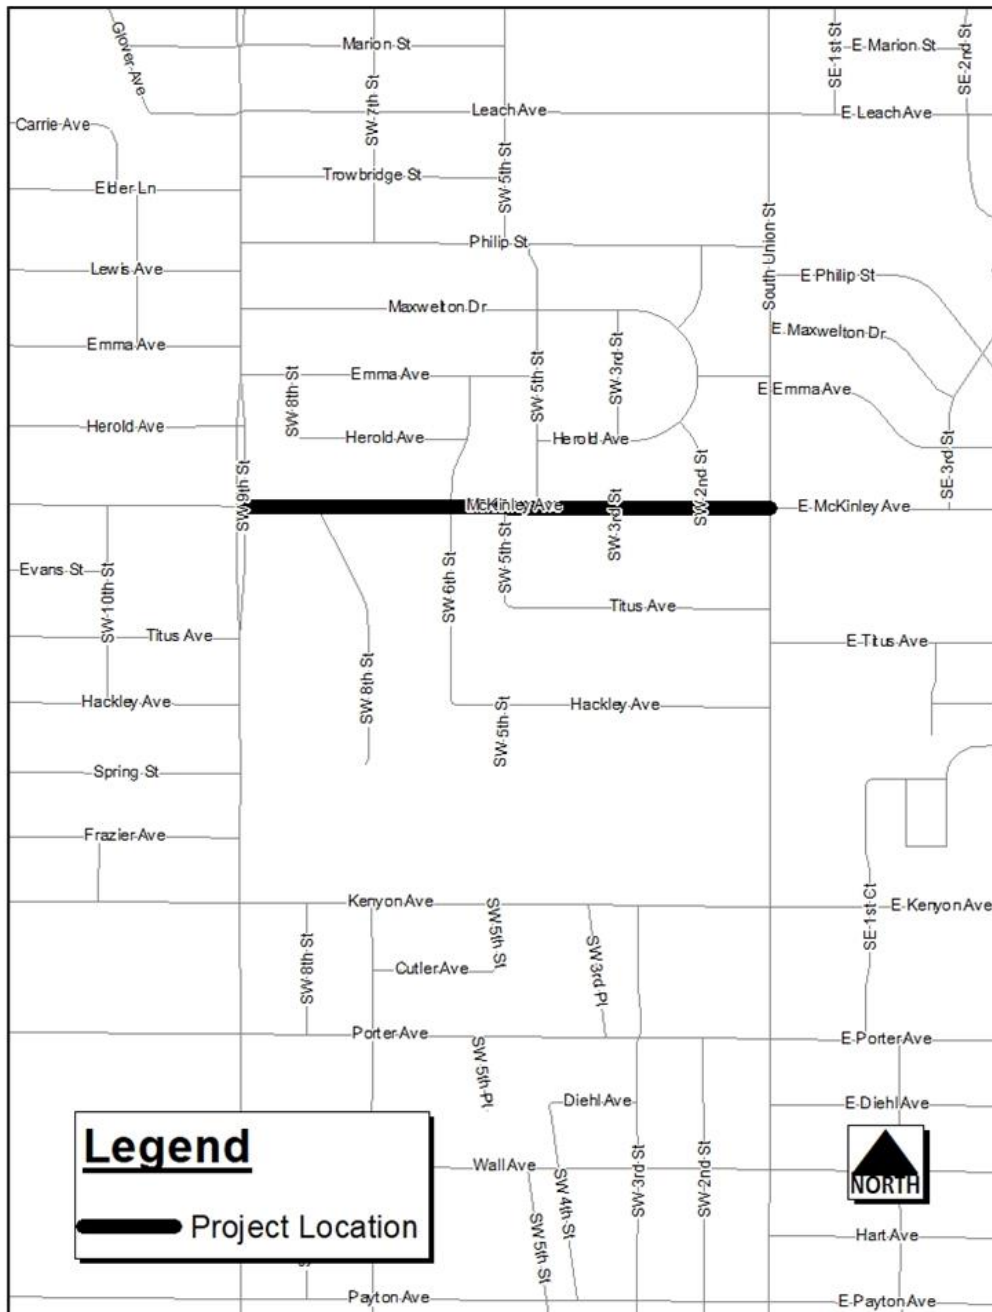 Glover Ave
Marion St
SE 1st St
E Marion St
SE 2nd St
SW 7th St
Leach Ave
E Leach Ave
Carrie Ave
Trowbridge St
SW 5th St
Elder Ln
Philip St
South Union St
Lewis Ave
E Philip St
Maxwelton Dr
E Maxwelton Dr
Emma Ave
SW 8th St
Emma Ave
SW 5th St
SW 3rd St
E Emma Ave
Herold Ave
Herold Ave
Herold Ave
SW 2nd St
SE 3rd St
SW 9th St
McKinley Ave
SW 3rd St
E McKinley Ave
Evans St
SW 10th St
SW 6th St
SW 5th St
Titus Ave
Titus Ave
E Titus Ave
SW 8th St
Hackley Ave
SW 5th St
Hackley Ave
Spring St
Frazier Ave
Kenyon Ave
SW 5th St
E Kenyon Ave
SE 1st Ct
SW 8th St
Cutler Ave
SW 3rd Pl
Porter Ave
E Porter Ave
SW 5th Pl
Diehl Ave
E Diehl Ave
Legend
Project Location
Wall Ave
SW 5th St
SW 4th St
SW 3rd St
SW 2nd St
NORTH
Hart Ave
Payton Ave
E Payton Ave